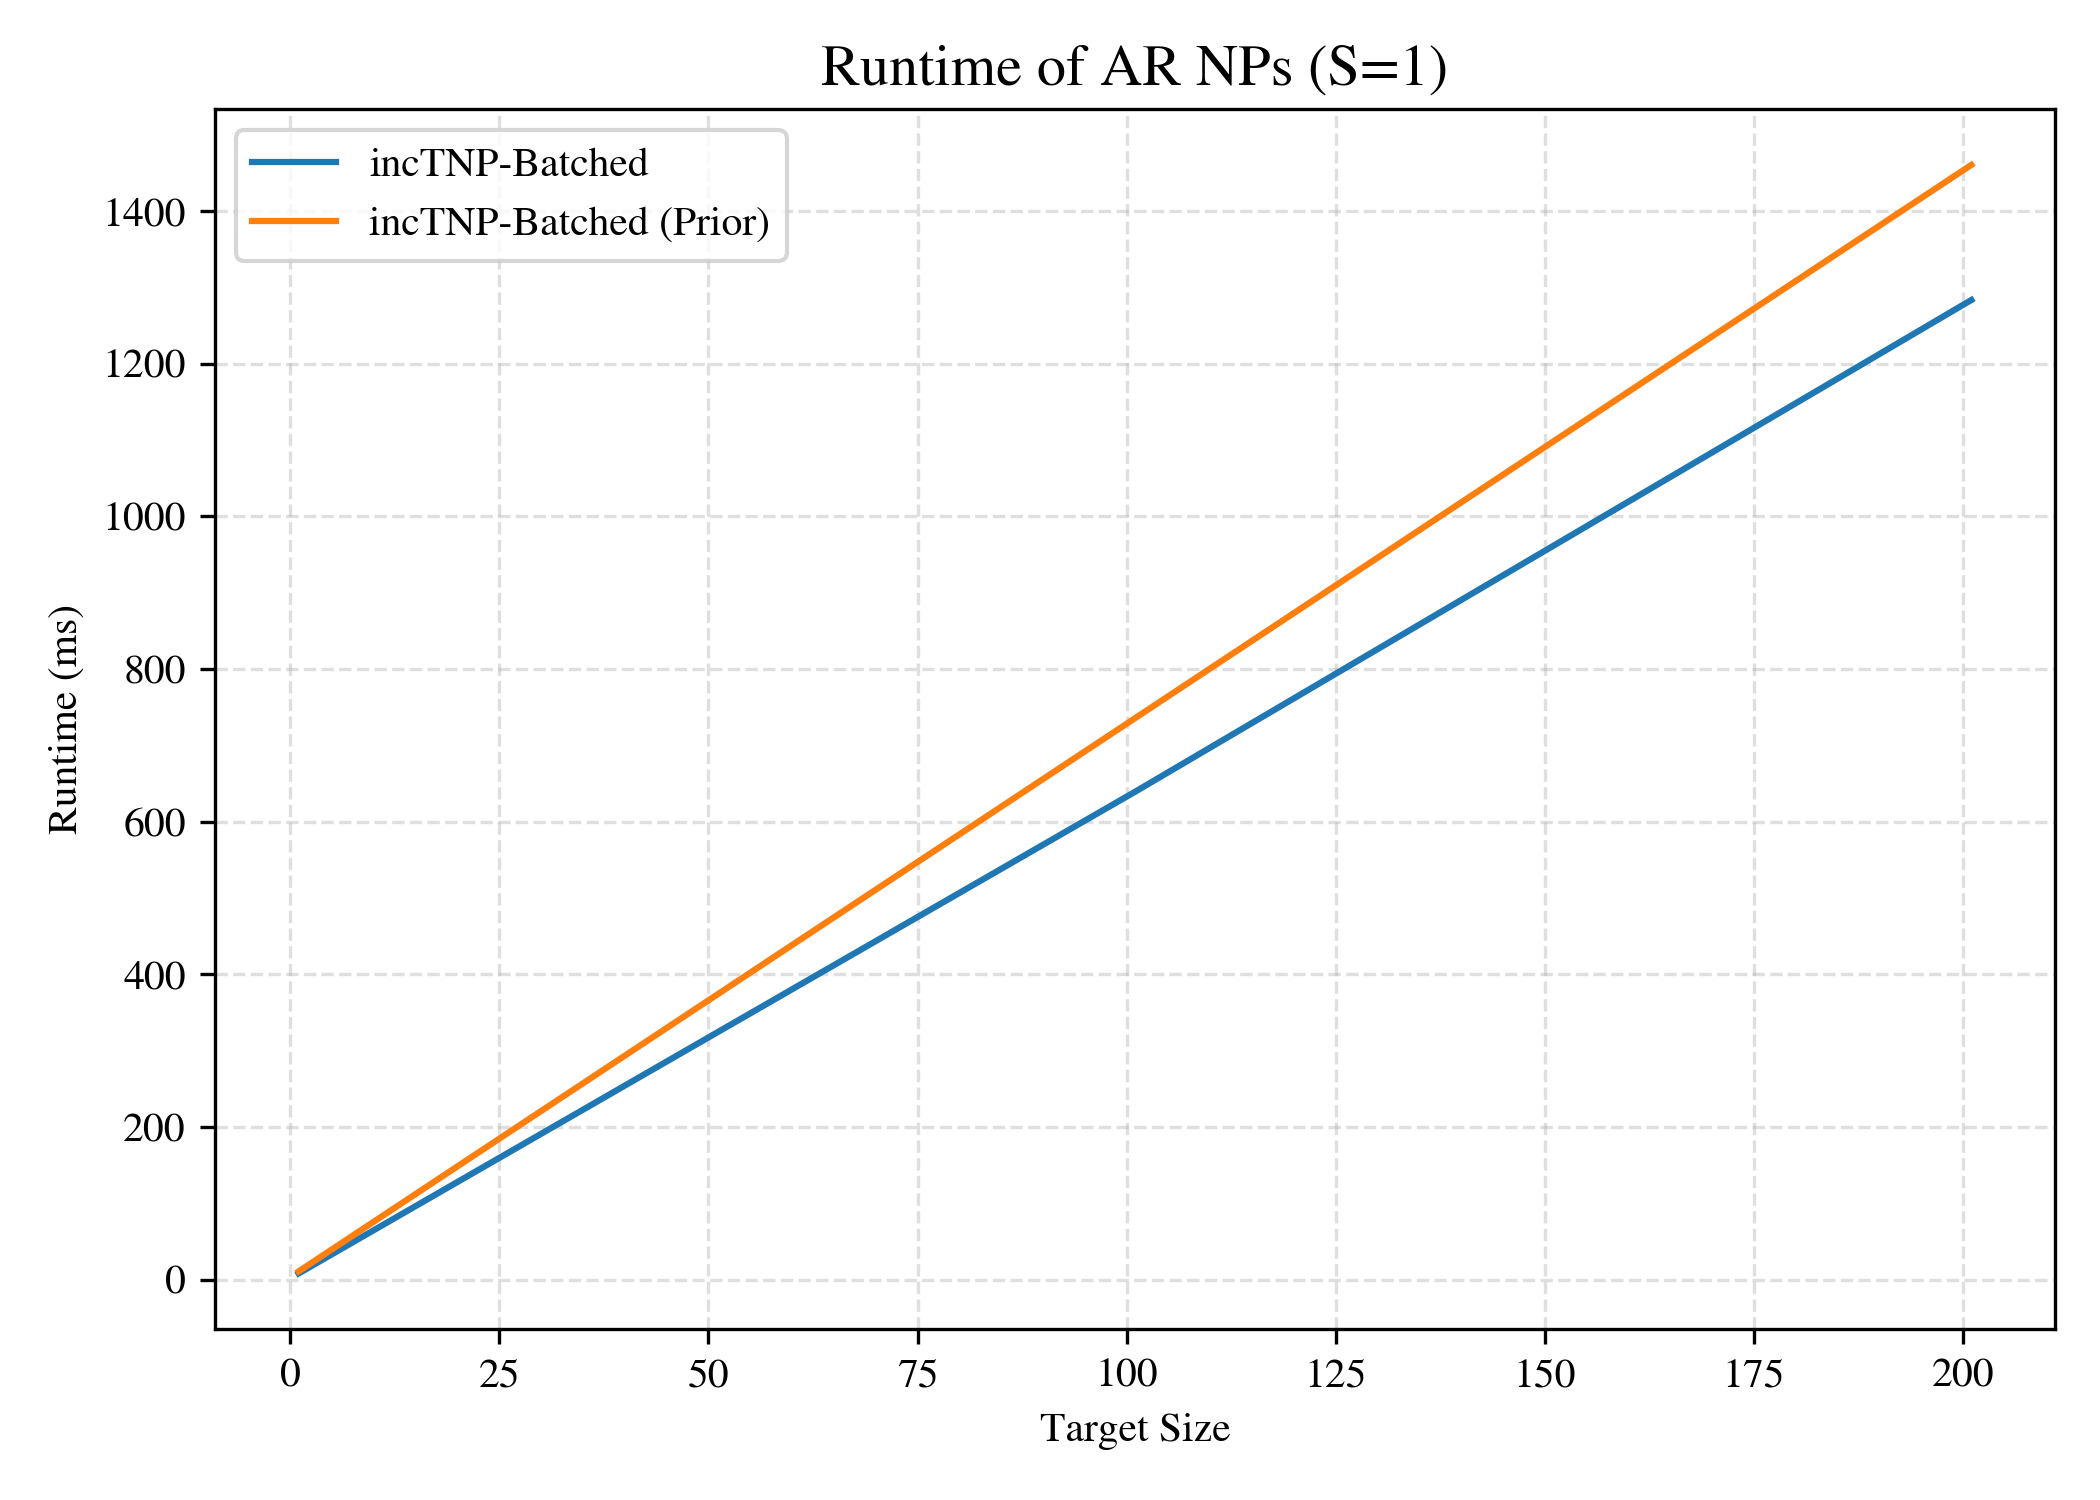 Runtime of AR NPs (S=1)
incTNP-Batched
incTNP-Batched (Prior)
Runtime (ms)
1400
1200
1000
800
600
400
200
0
0 25 50 75 100 125 150 175 200
Target Size